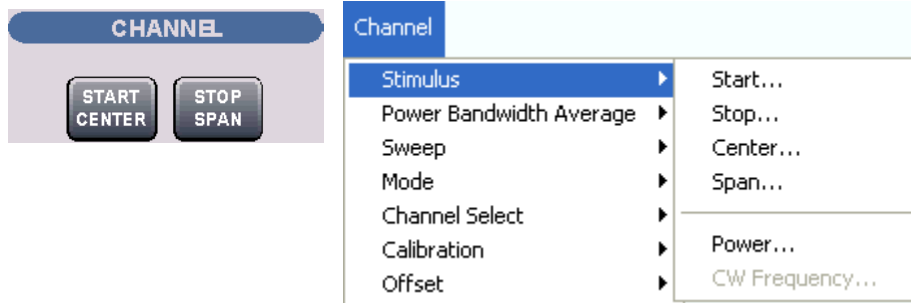 CHANNEL
START
CENTER
STOP
SPAN
Channel
Stimulus
Power Bandwidth Average
Sweep
Mode
Channel Select
Calibration
Offset
Start...
Stop...
Center...
Span...
Power...
CW Frequency...